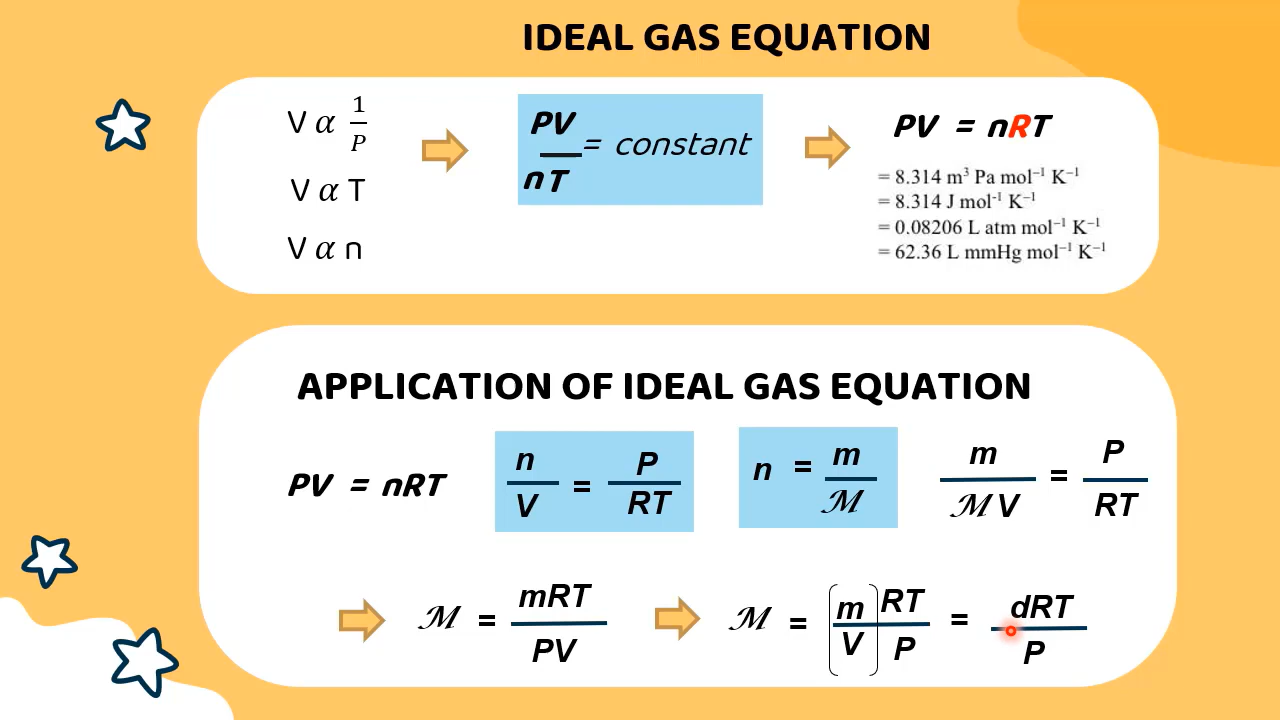 IDEAL GAS EQUATION
V α 1/P
V α T
V α n
PV/nT = constant
PV = nRT
= 8.314 m³ Pa mol⁻¹ K⁻¹
= 8.314 J mol⁻¹ K⁻¹
= 0.08206 L atm mol⁻¹ K⁻¹
= 62.36 L mmHg mol⁻¹ K⁻¹
APPLICATION OF IDEAL GAS EQUATION
PV = nRT
n/V = P/RT
n = m/ℳ
m/ℳV = P/RT
ℳ = mRT/PV
ℳ = (m/V) RT/P = dRT/P